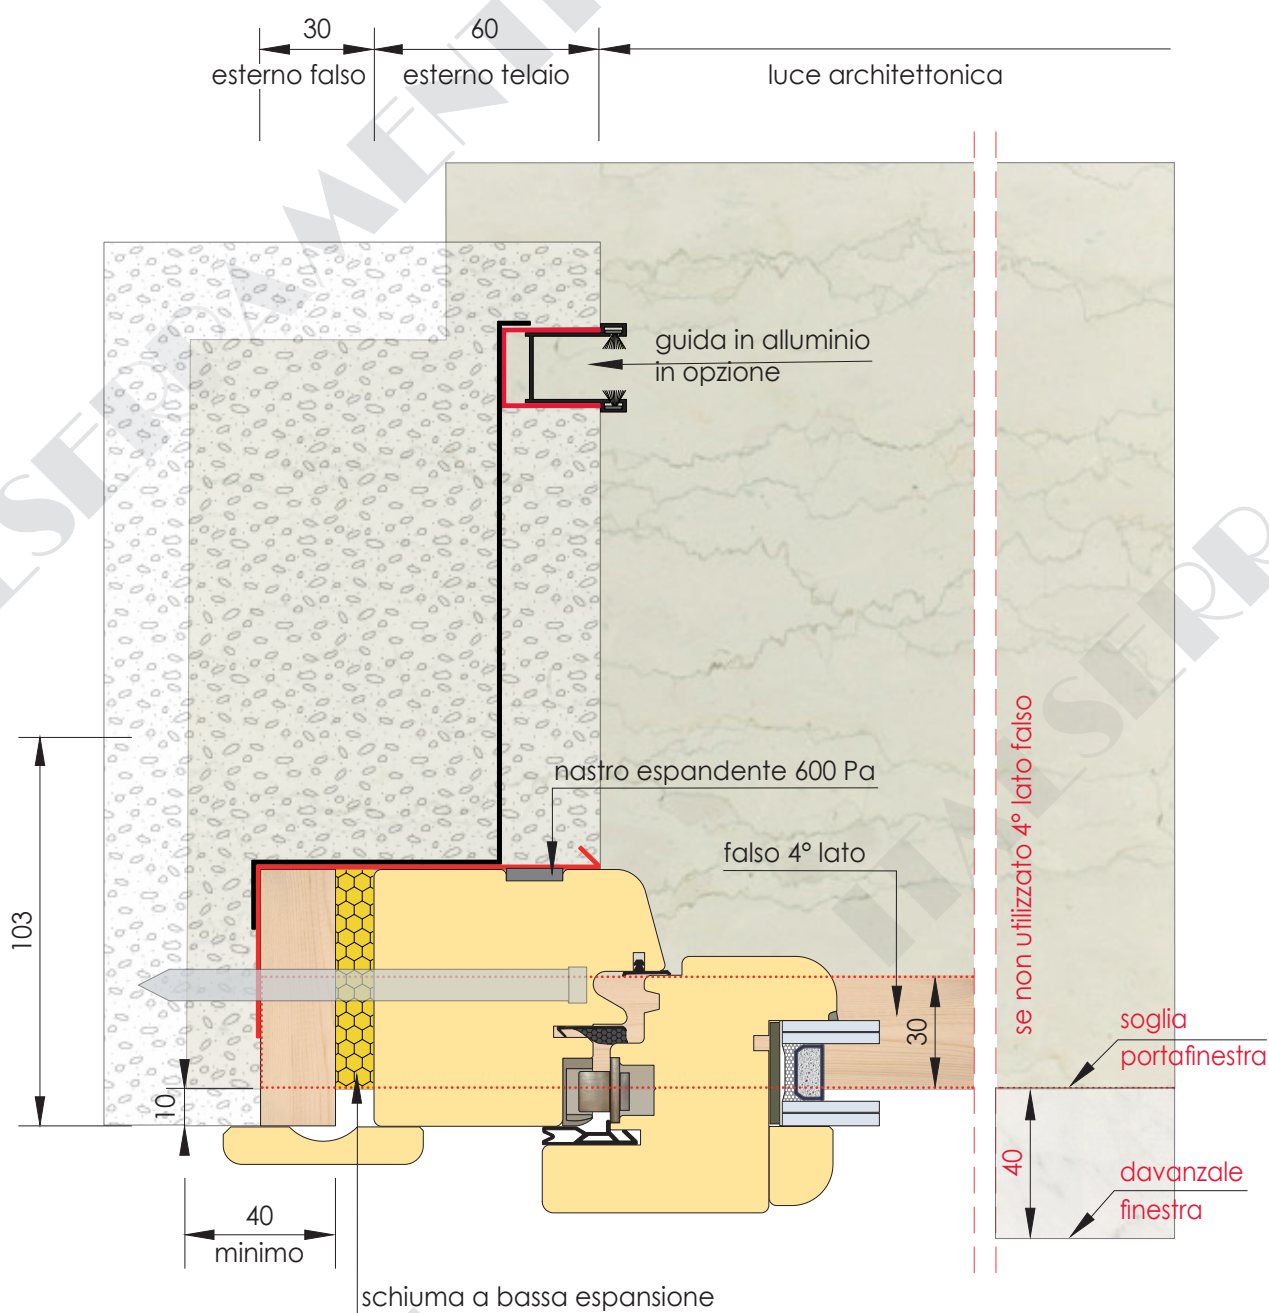 30
60
esterno falso
esterno telaio
luce architettonica
guida in alluminio
in opzione
nastro espandente 600 Pa
falso 4° lato
se non utilizzato 4° lato falso
103
30
soglia
portafinestra
10
40
davanzale
finestra
40
minimo
schiuma a bassa espansione
ALSERRAMENTI
ITALSERR